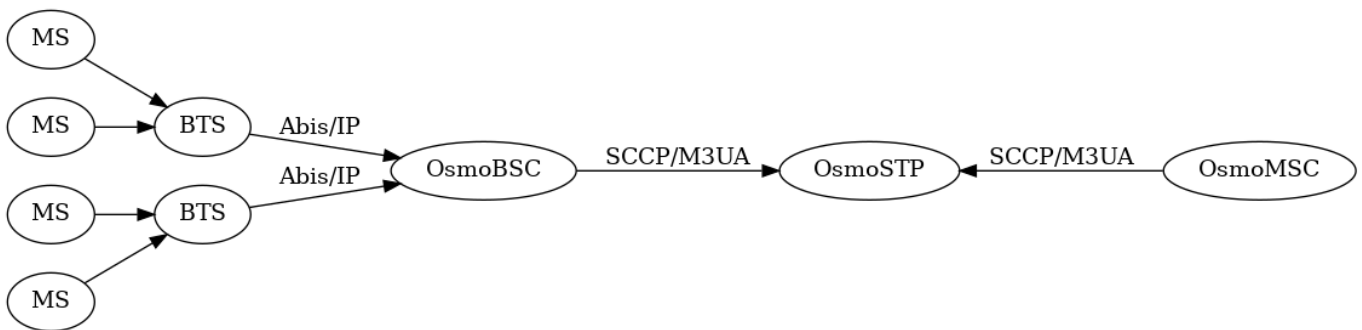 MS
MS
BTS
Abis/IP
OsmoBSC
SCCP/M3UA
OsmoSTP
SCCP/M3UA
OsmoMSC
Abis/IP
MS
BTS
MS